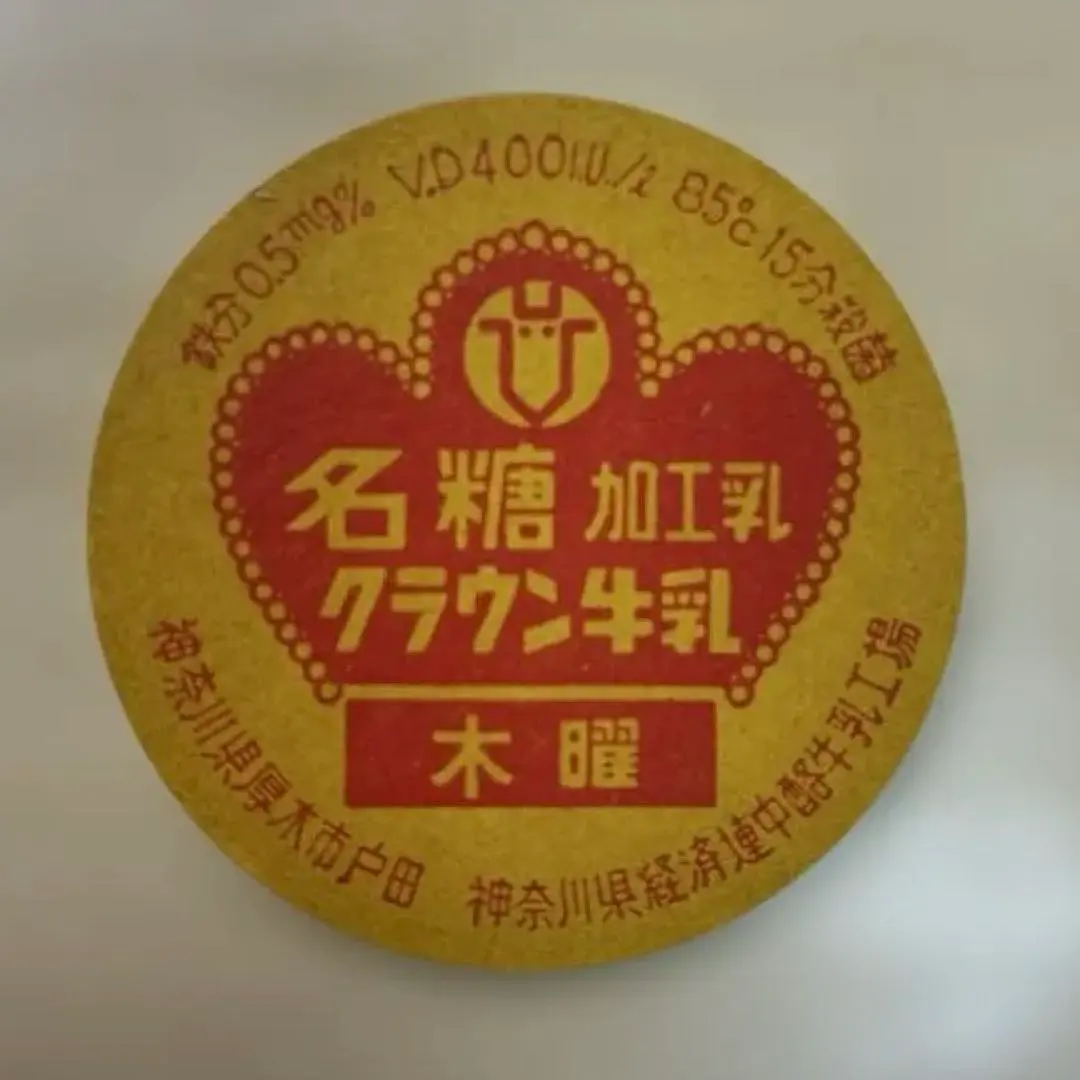 鉄分0.5mg% V.D400I.U./ℓ 85℃15分殺菌
名糖 加工乳
クラウン牛乳
木曜
神奈川県厚木市戸田 神奈川県経済連中酪牛乳工場